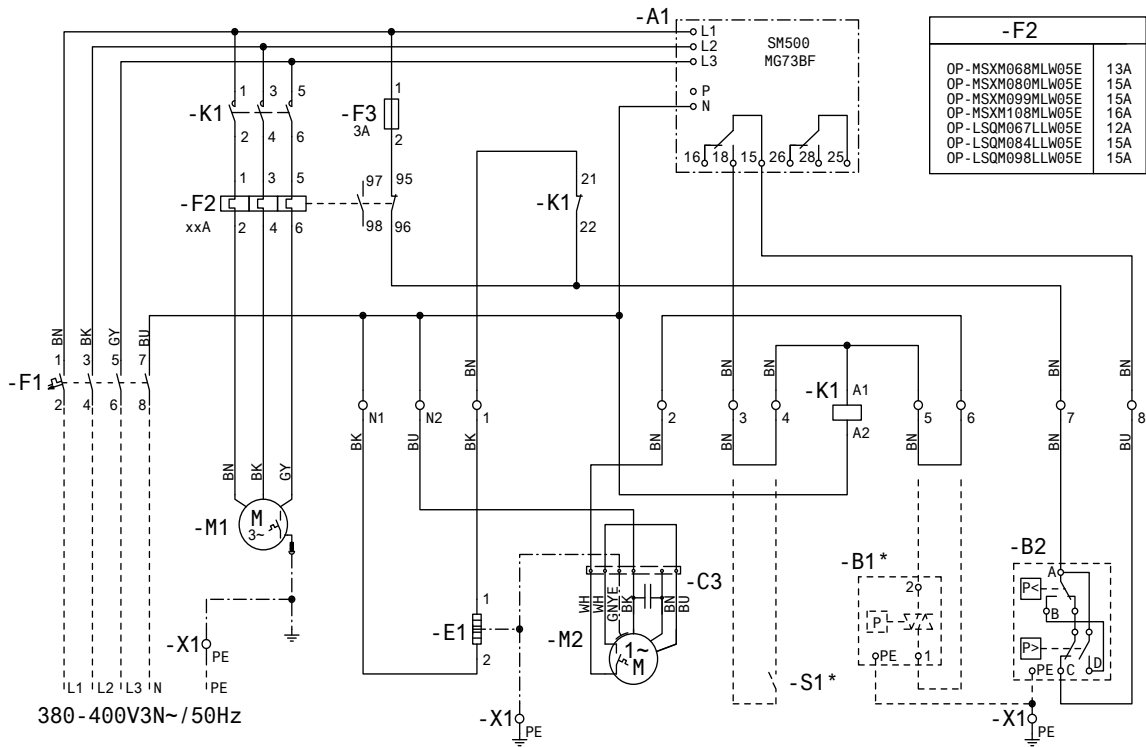 -A1
L1
L2
L3
P
N
SM500
MG73BF
16 18 15 26 28 25
-F2
OP-MSXM068MLW05E 13A
OP-MSXM080MLW05E 15A
OP-MSXM099MLW05E 15A
OP-MSXM108MLW05E 16A
OP-LSQM067LLW05E 12A
OP-LSQM084LLW05E 15A
OP-LSQM098LLW05E 15A
1 3 5
-K1
2 4 6
1
-F3
3A
2
1 3 5
-F2
xxA
2 4 6
97 95
98 96
21
-K1
22
BN BK GY BU
1 3 5 7
-F1
2 4 6 8
BN BN BN BN BN BN BN
N1 N2 1 2 3 4
-K1 A1
A2
5 6 7 8
BK BU BK BN BN BN BN BN BU
BN BK GY
-M1
M
3~
-X1
PE
L1 L2 L3 N PE
380-400V3N~/50Hz
1
-E1
2
-C3
WH WH GNYE BK BN BU
-M2
1~
M
-X1
PE
-S1*
-B1*
2
P
PE 1
-B2
A
P<
B
P>
PE C D
-X1
PE